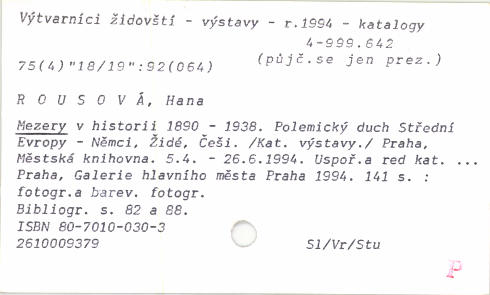 Výtvarníci židovští - výstavy - r.1994 - katalogy
4-999.642
75(4)"18/19":92(064)
(půjč.se jen prez.)
R O U S O V Á, Hana
Mezery v historii 1890 - 1938. Polemický duch Střední
Evropy - Němci, Židé, Češi. /Kat. výstavy./ Praha,
Městská knihovna. 5.4. - 26.6.1994. Uspoř.a red kat. ...
Praha, Galerie hlavního města Praha 1994. 141 s. :
fotogr.a barev. fotogr.
Bibliogr. s. 82 a 88.
ISBN 80-7010-030-3
2610009379
Sl/Vr/Stu
P